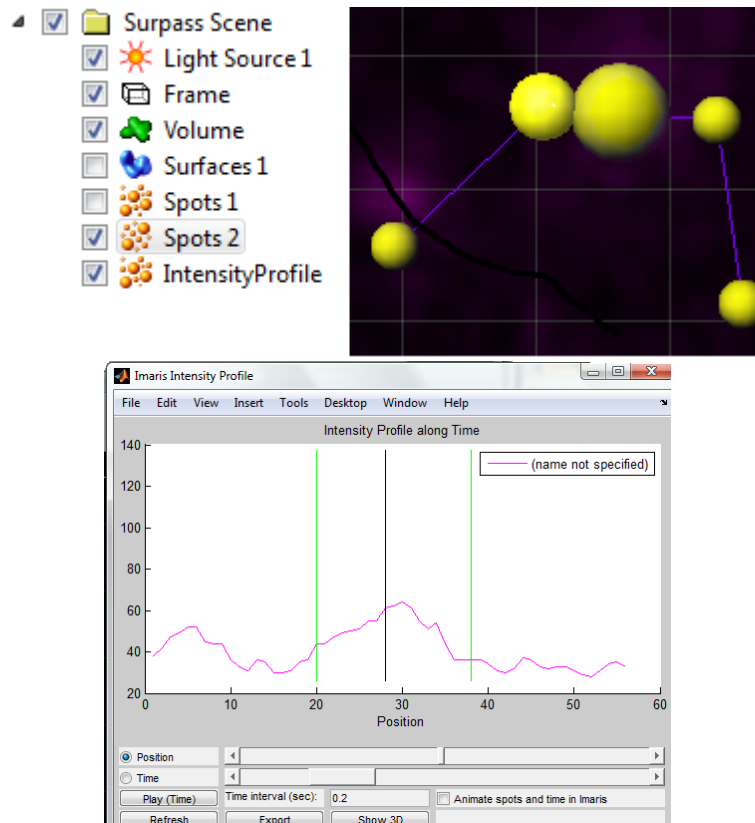 Surpass Scene
Light Source 1
Frame
Volume
Surfaces 1
Spots 1
Spots 2
IntensityProfile
Imaris Intensity Profile
File Edit View Insert Tools Desktop Window Help
Intensity Profile along Time
(name not specified)
140
120
100
80
60
40
20
0 10 20 30 40 50 60
Position
Position
Time
Play (Time) Time interval (sec): 0.2 Animate spots and time in Imaris
Refresh Export Show 3D